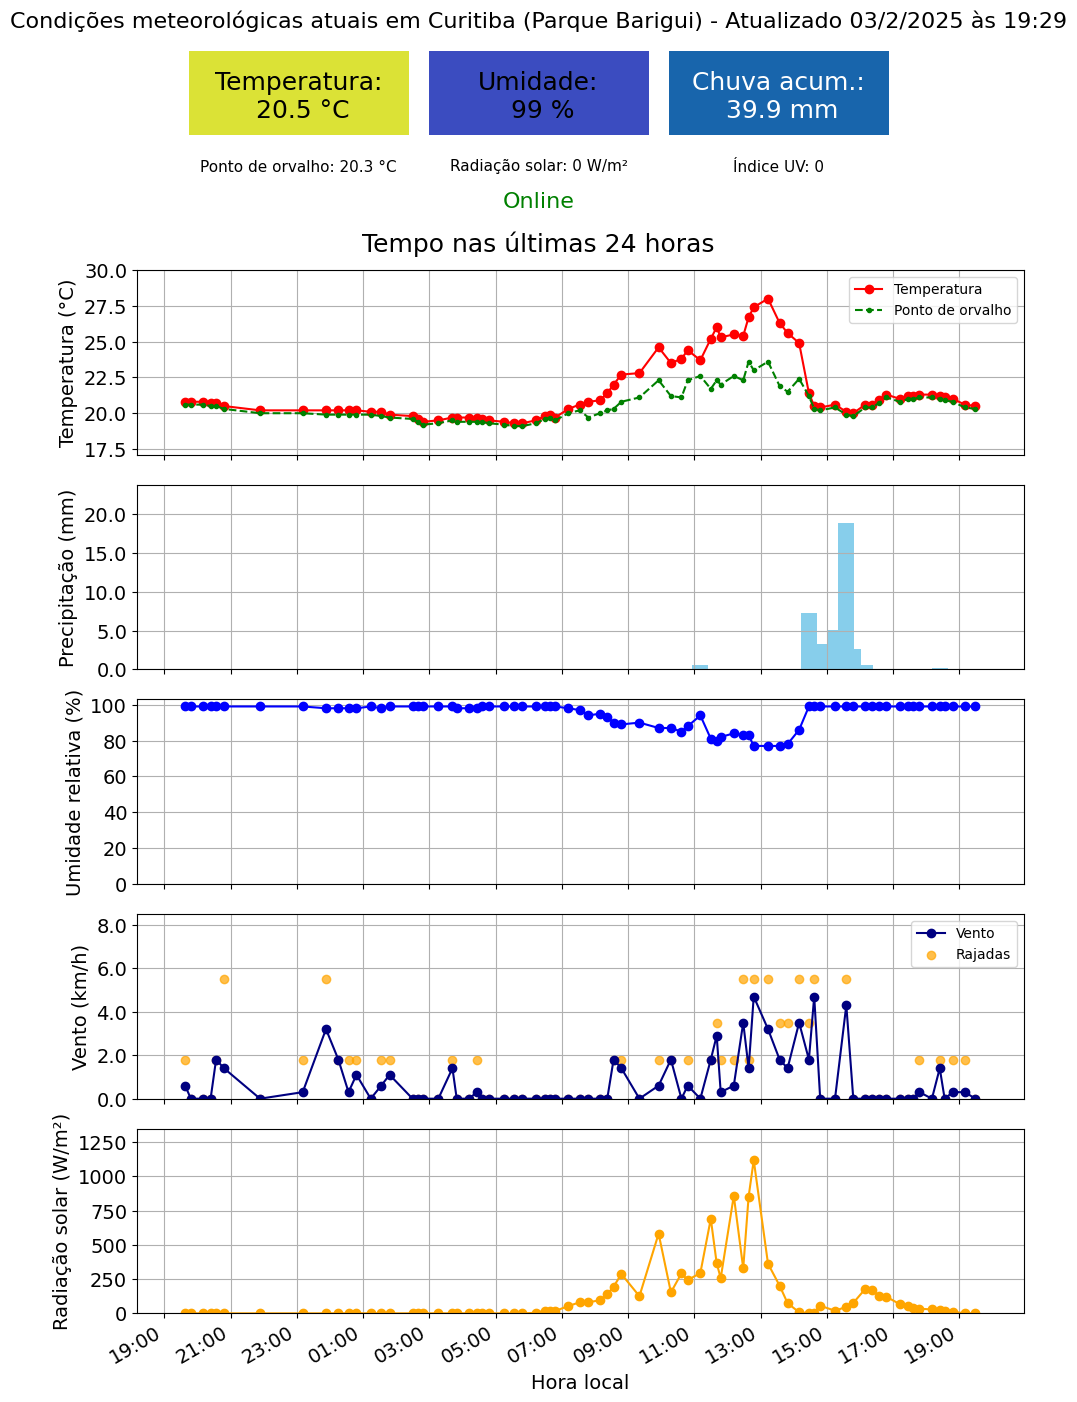 Condições meteorológicas atuais em Curitiba (Parque Barigui) - Atualizado 03/2/2025 às 19:29
Temperatura:
20.5 °C
Umidade:
99 %
Chuva acum.:
39.9 mm
Ponto de orvalho: 20.3 °C
Radiação solar: 0 W/m²
Índice UV: 0
Online
Tempo nas últimas 24 horas
Temperatura (°C)
30.0
27.5
25.0
22.5
20.0
17.5
Temperatura
Ponto de orvalho
Precipitação (mm)
20.0
15.0
10.0
5.0
0.0
Umidade relativa (%)
100
80
60
40
20
0
Vento (km/h)
8.0
6.0
4.0
2.0
0.0
Vento
Rajadas
Radiação solar (W/m²)
1250
1000
750
500
250
0
19:00
21:00
23:00
01:00
03:00
05:00
07:00
09:00
11:00
13:00
15:00
17:00
19:00
Hora local